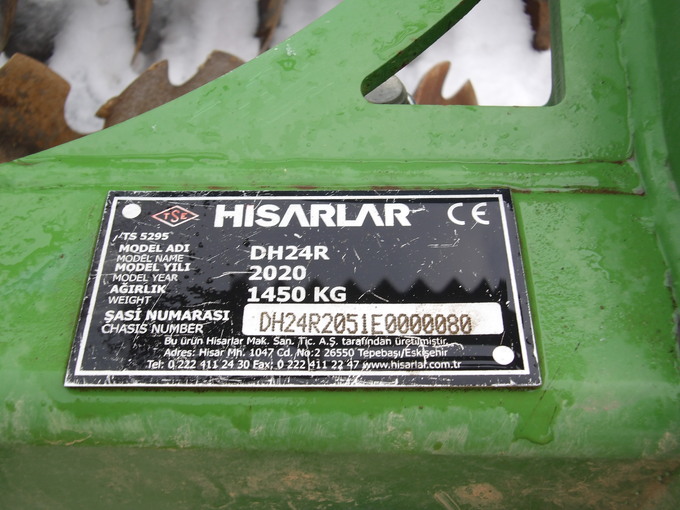 TSE HISARLAR CE
TS 5295
MODEL ADI DH24R
MODEL NAME
MODEL YILI 2020
MODEL YEAR
AĞIRLIK 1450 KG
WEIGHT
ŞASİ NUMARASI DH24R2051E0000080
CHASIS NUMBER
Bu ürün Hisarlar Mak. San. Tic. A.Ş. tarafından üretilmiştir.
Adres: Hisar Mh. 1047 Cd. No:2 26550 Tepebaşı/Eskişehir
Tel: 0 222 411 24 30 Fax; 0 222 411 22 47 www.hisarlar.com.tr